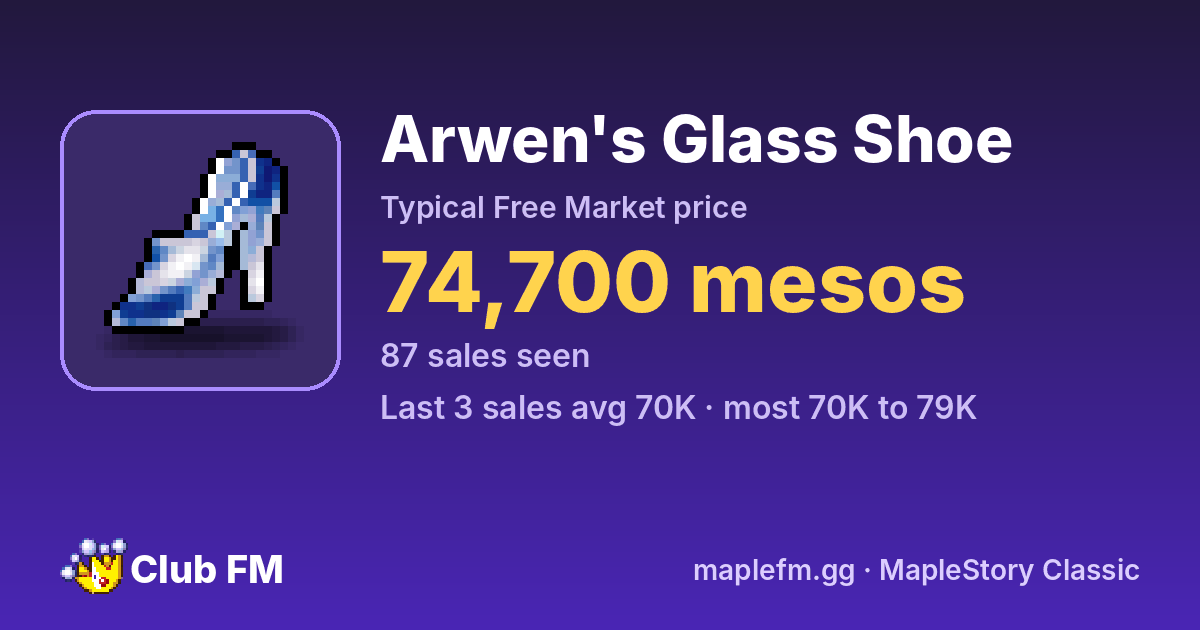 Arwen's Glass Shoe
Typical Free Market price
74,700 mesos
87 sales seen
Last 3 sales avg 70K · most 70K to 79K
Club FM
maplefm.gg · MapleStory Classic